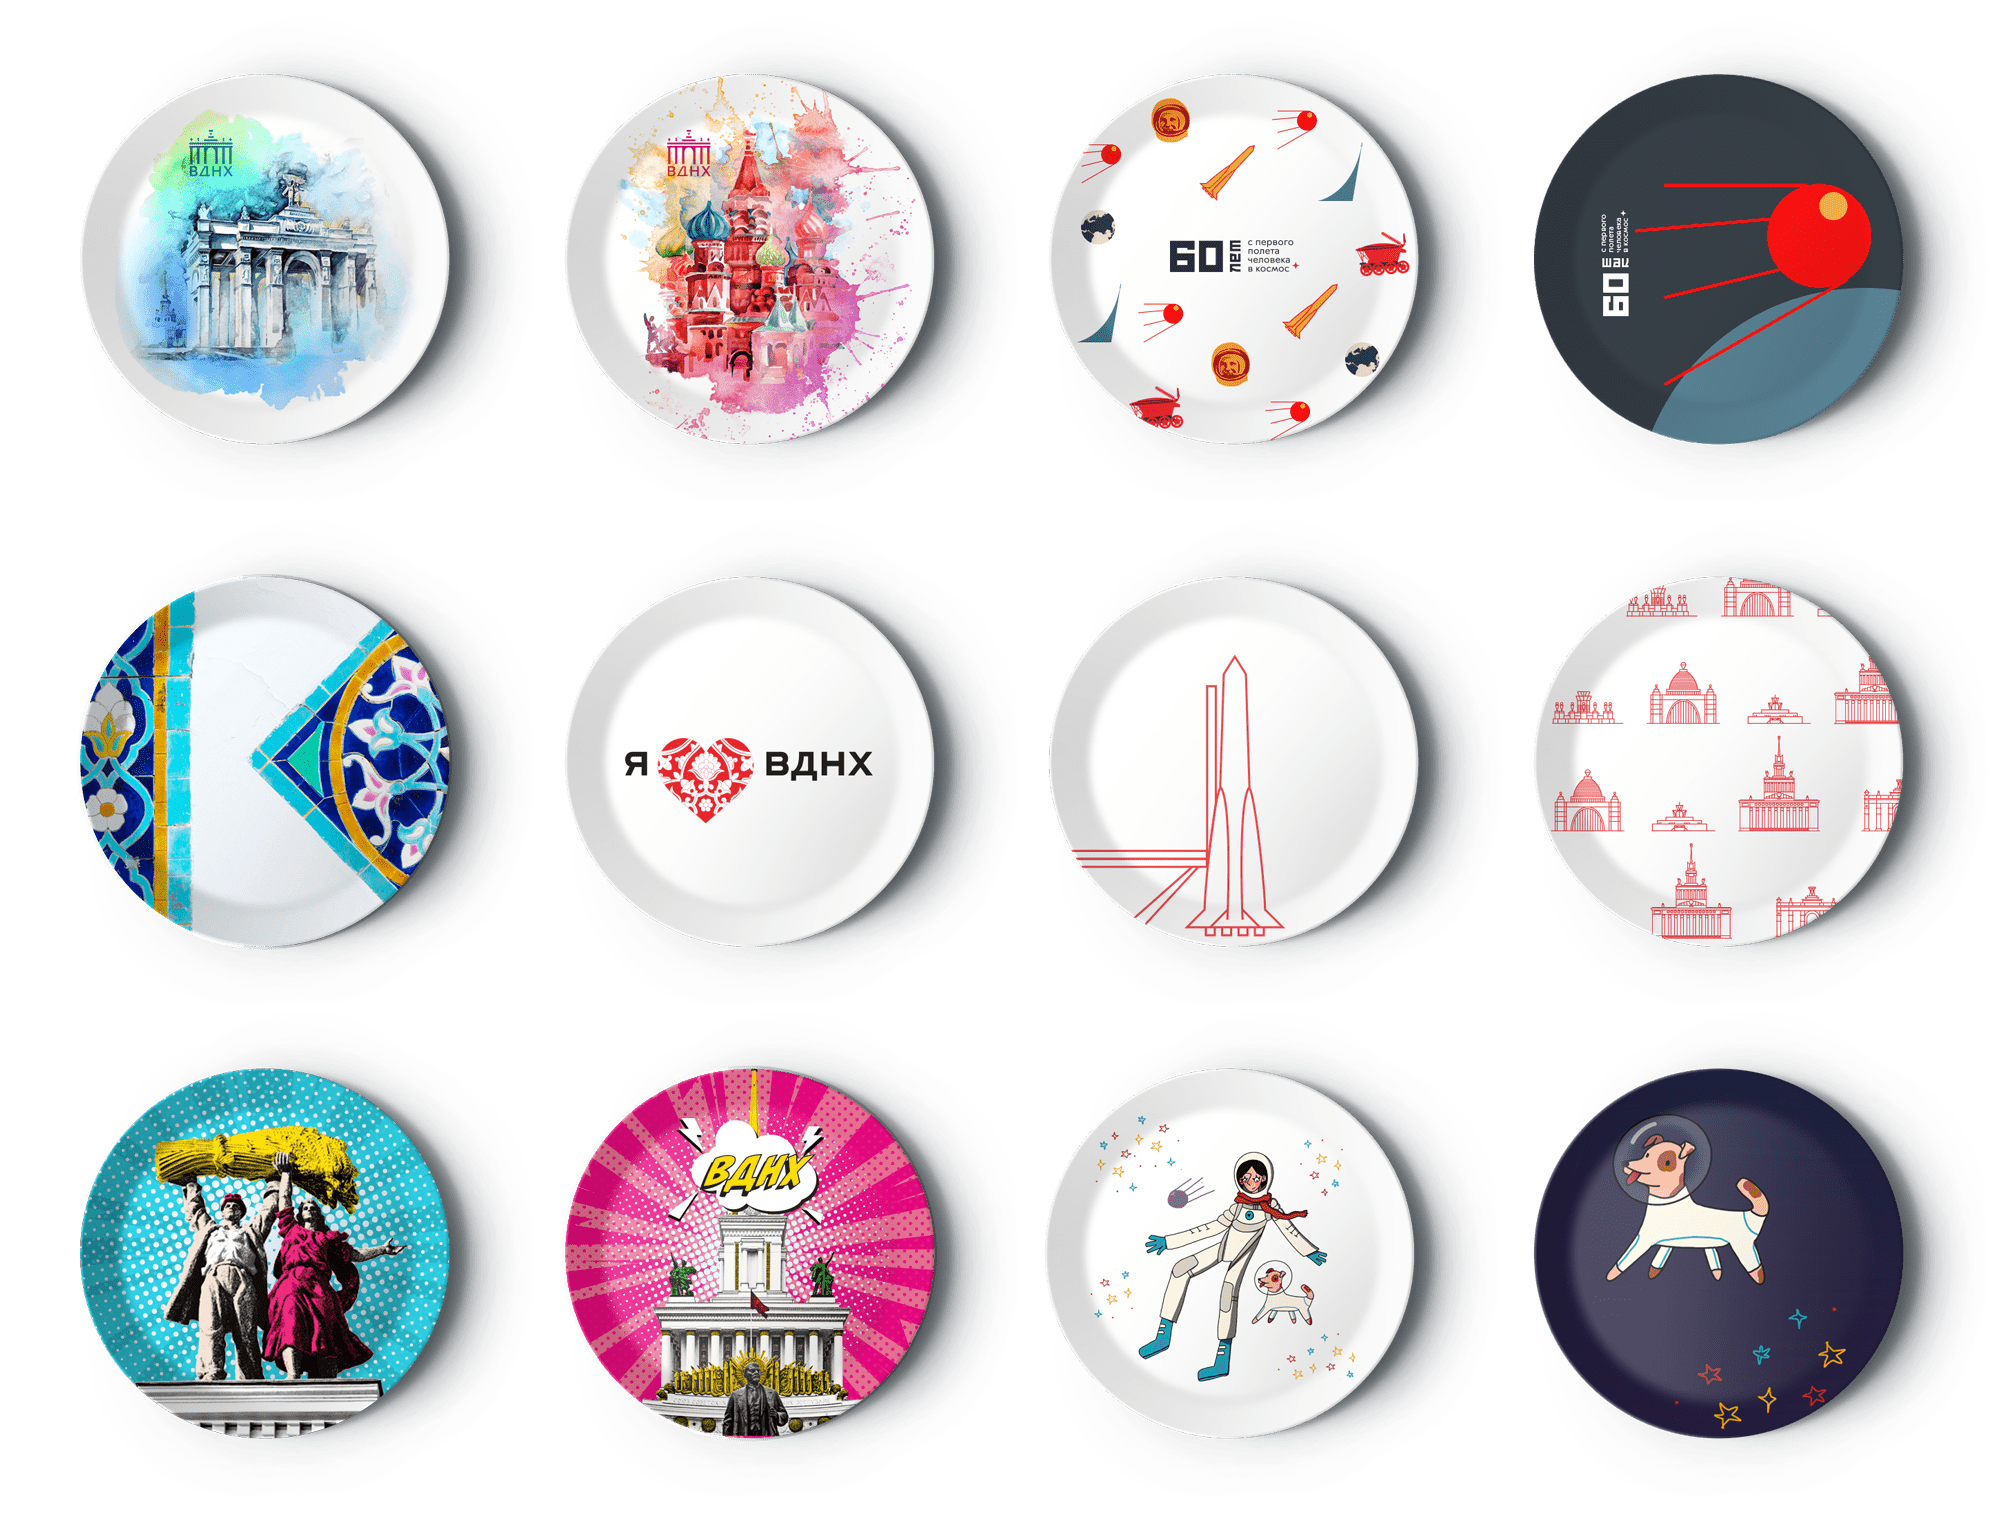 ВДНХ
ВДНХ
60 лет
с первого
полета
человека
в космос
60 лет
с первого
полета
человека
в космос
Я ВДНХ
ВДНХ